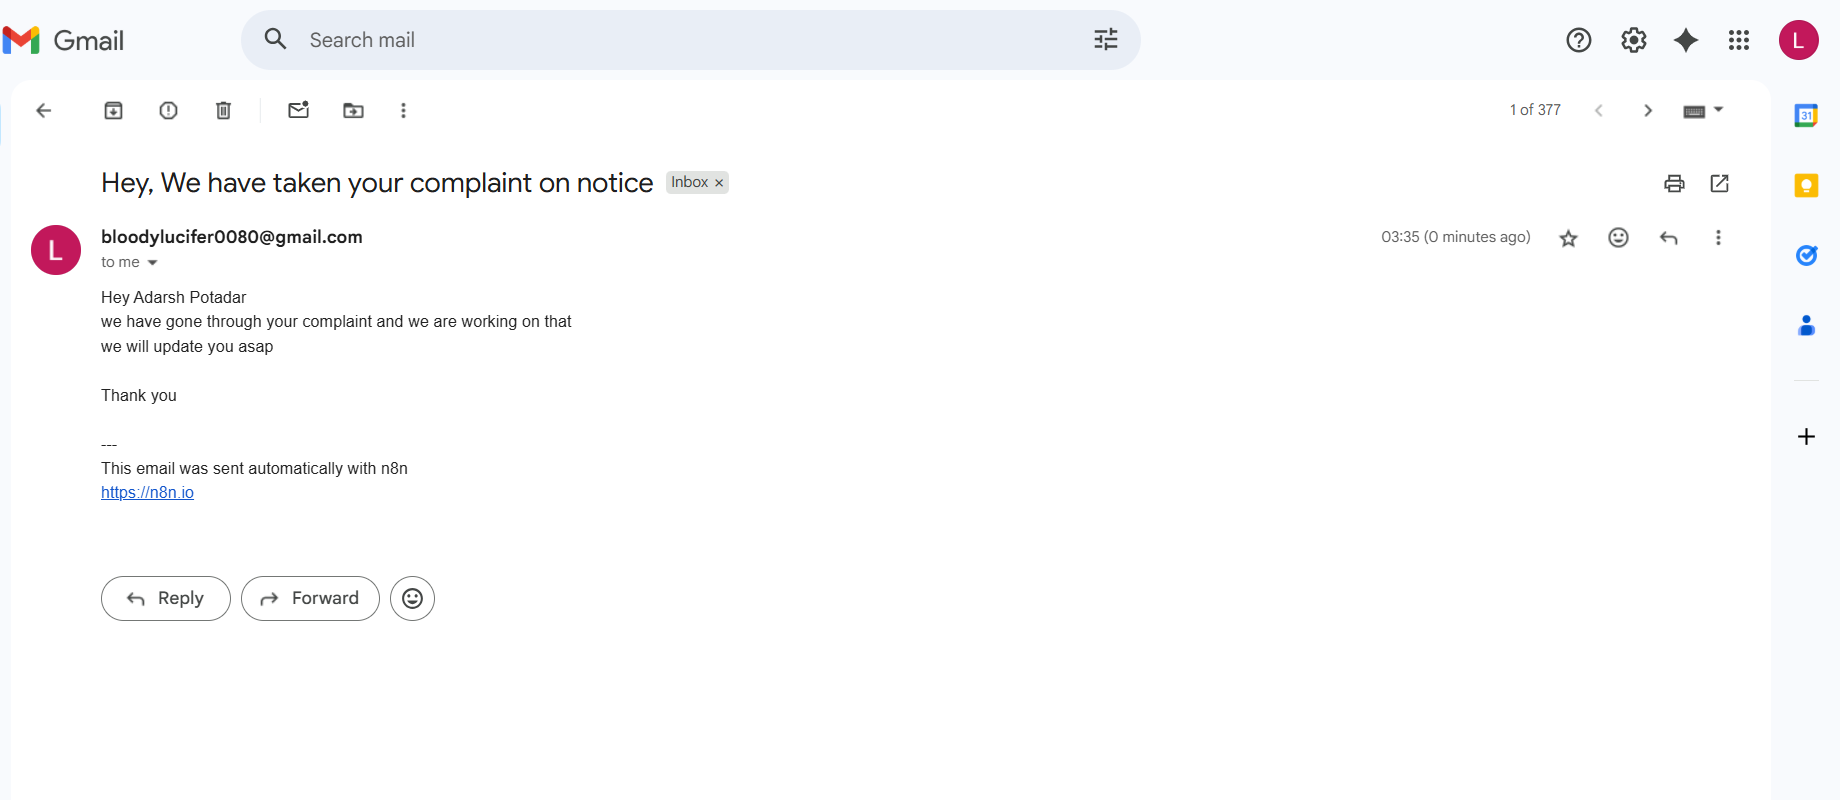 Gmail
Search mail
L
1 of 377
31
Hey, We have taken your complaint on notice Inbox ×
L
bloodylucifer0080@gmail.com
03:35 (0 minutes ago)
to me
Hey Adarsh Potadar
we have gone through your complaint and we are working on that
we will update you asap
Thank you
---
This email was sent automatically with n8n
https://n8n.io
Reply
Forward